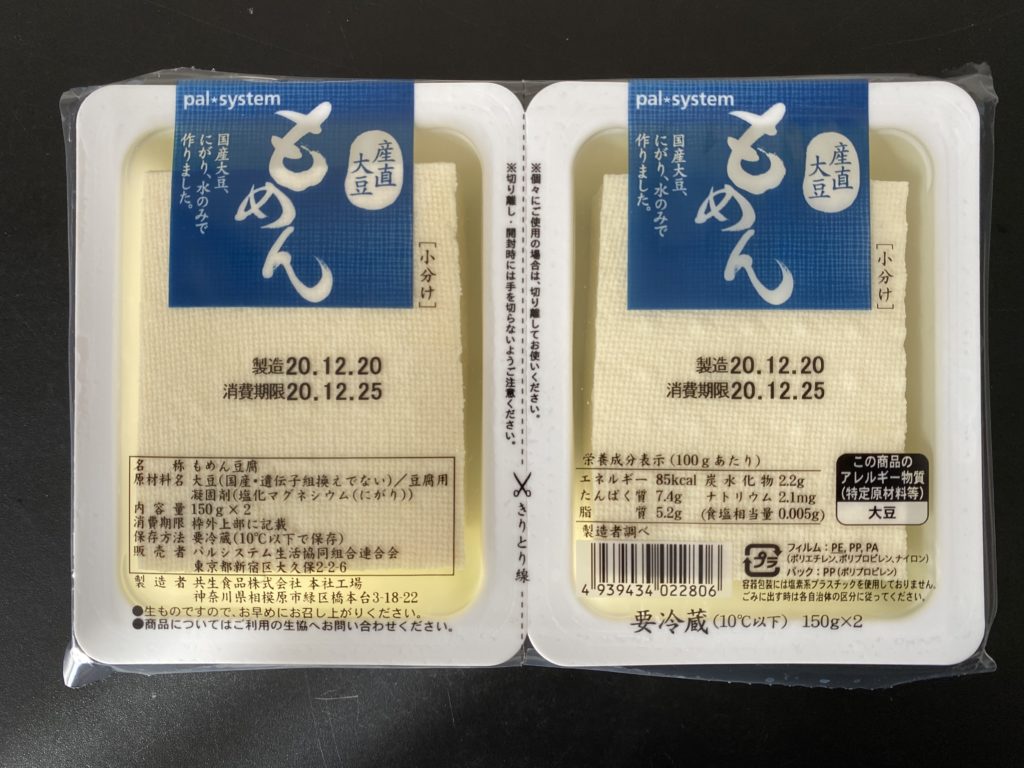 pal*system
産直
大豆
もめん
国産大豆、
にがり、水のみで
作りました。
[小分け]
製造20.12.20
消費期限20.12.25
名称 もめん豆腐
原材料名 大豆(国産・遺伝子組換えでない)/豆腐用
凝固剤(塩化マグネシウム(にがり))
内容量 150g×2
消費期限 枠外上部に記載
保存方法 要冷蔵(10℃以下で保存)
販売者 パルシステム生活協同組合連合会
東京都新宿区大久保2-2-6
製造者 共生食品株式会社 本社工場
神奈川県相模原市緑区橋本台3-18-22
●生ものですので、お早めにお召し上がりください。
●商品についてはご利用の生協へお問い合わせください。
※個々にご使用の場合は、切り離してお使いください。
※切り離し・開封時には手を切らないようご注意ください。
きりとり線
pal*system
産直
大豆
もめん
国産大豆、
にがり、水のみで
作りました。
[小分け]
製造20.12.20
消費期限20.12.25
栄養成分表示(100gあたり)
エネルギー 85kcal 炭水化物 2.2g
たんぱく質 7.4g ナトリウム 2.1mg
脂質 5.2g (食塩相当量 0.005g)
製造者調べ
この商品の
アレルギー物質
(特定原材料等)
大豆
4939434022806
プラ
フィルム:PE, PP, PA
(ポリエチレン、ポリプロピレン、ナイロン)
パック:PP(ポリプロピレン)
容器包装には塩素系プラスチックを使用しておりません。
ごみに出す時は各自治体の区分に従ってください。
要冷蔵(10℃以下) 150g×2